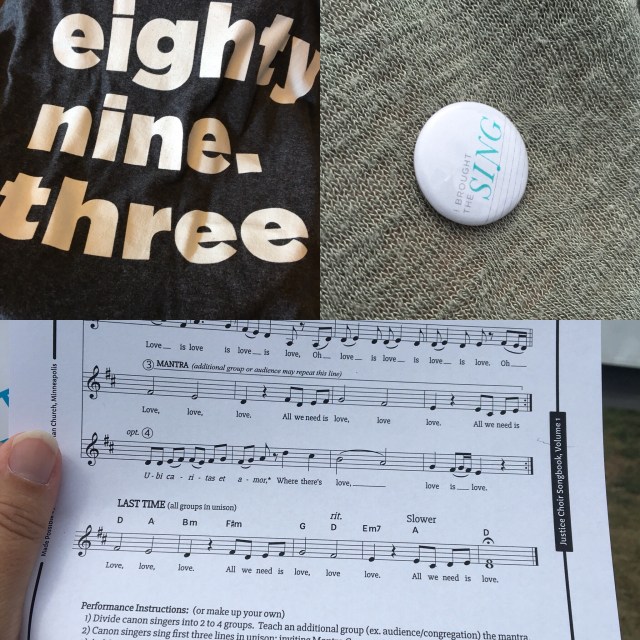 eighty
nine-
three
I BROUGHT
THE
SING
Love is love is love is love, Oh love is love is love is love. Oh
3 MANTRA (additional group or audience may repeat this line)
Love, love, love. All we need is love, love love. All we need is
opt. 4
U - bi ca - ri - tas et a - mor,* Where there's love, love is love.
LAST TIME (all groups in unison)
rit. Slower
D A Bm F#m G D Em7 A D
Love, love, love. All we need is love, love, love. All we need is love.
Performance Instructions: (or make up your own)
1) Divide canon singers into 2 to 4 groups. Teach an additional group (ex. audience/congregation) the mantra
2) Canon singers sing first three lines in unison; inviting
Church, Minneapolis
Justice Choir Songbook, Volume 1